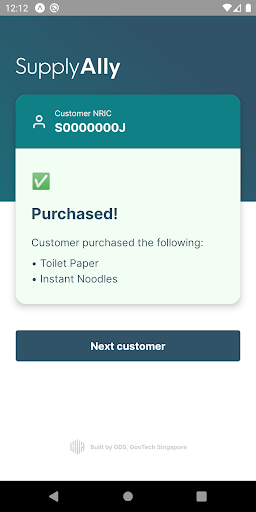 12:12
SupplyAlly
Customer NRIC
S0000000J
Purchased!
Customer purchased the following:
• Toilet Paper
• Instant Noodles
Next customer
Built by GDS, GovTech Singapore